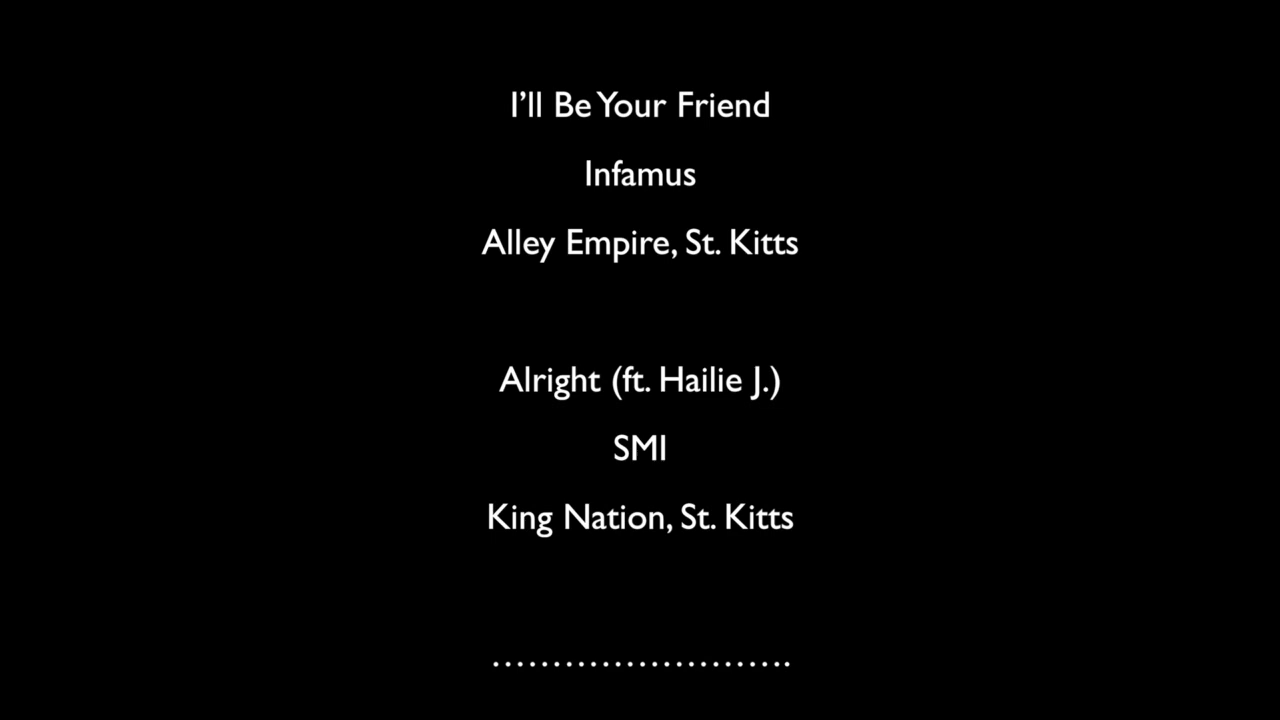 I’ll Be Your Friend
Infamus
Alley Empire, St. Kitts
Alright (ft. Hailie J.)
SMI
King Nation, St. Kitts
.........................